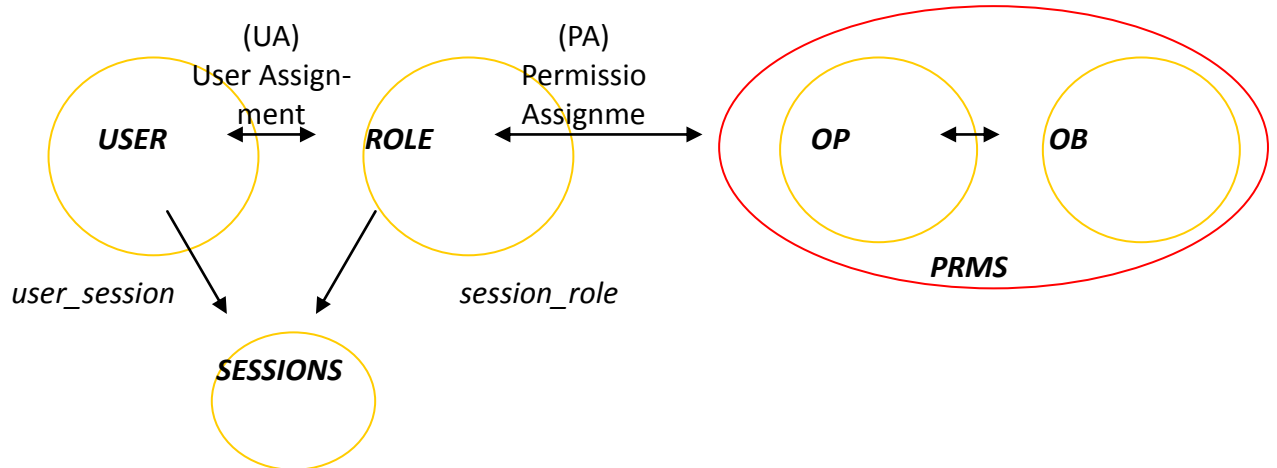 (UA)
User Assign-
ment
(PA)
Permissio
Assignme
USER
ROLE
OP
OB
PRMS
user_session
session_role
SESSIONS